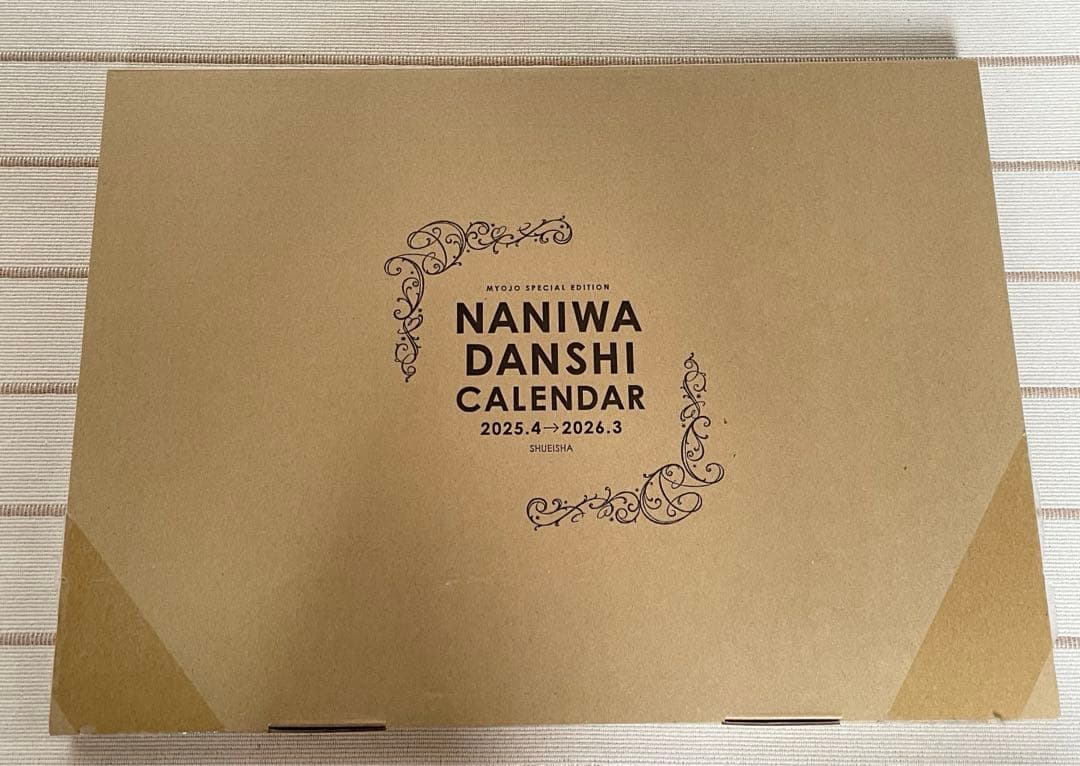 MYOJO SPECIAL EDITION
NANIWA
DANSHI
CALENDAR
2025.4→2026.3
SHUEISHA